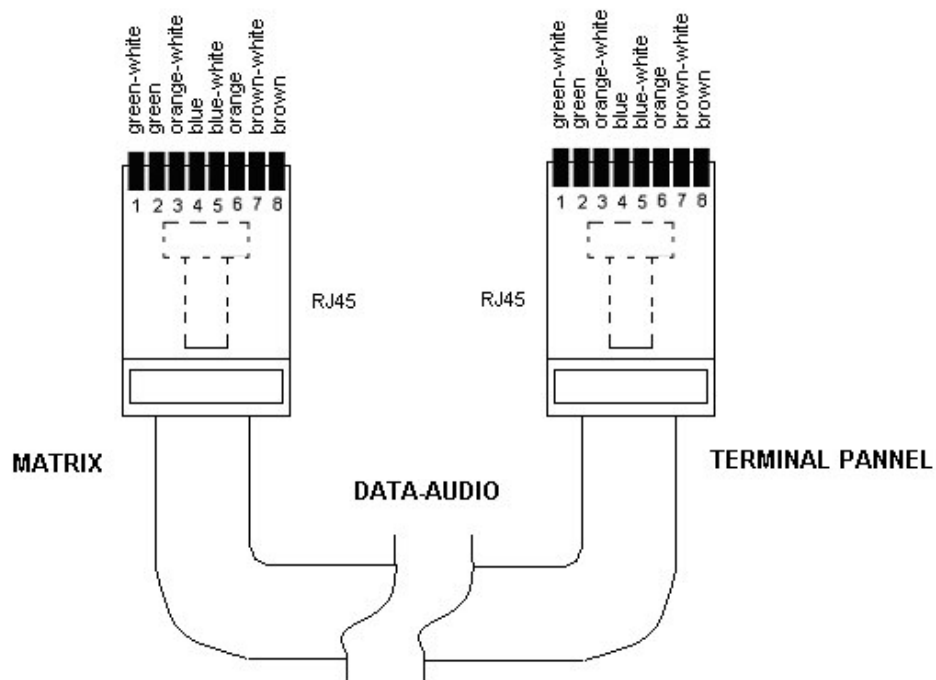 green-white
green
orange-white
blue
blue-white
orange
brown-white
brown
1 2 3 4 5 6 7 8
RJ45
MATRIX
green-white
green
orange-white
blue
blue-white
orange
brown-white
brown
1 2 3 4 5 6 7 8
RJ45
TERMINAL PANNEL
DATA-AUDIO